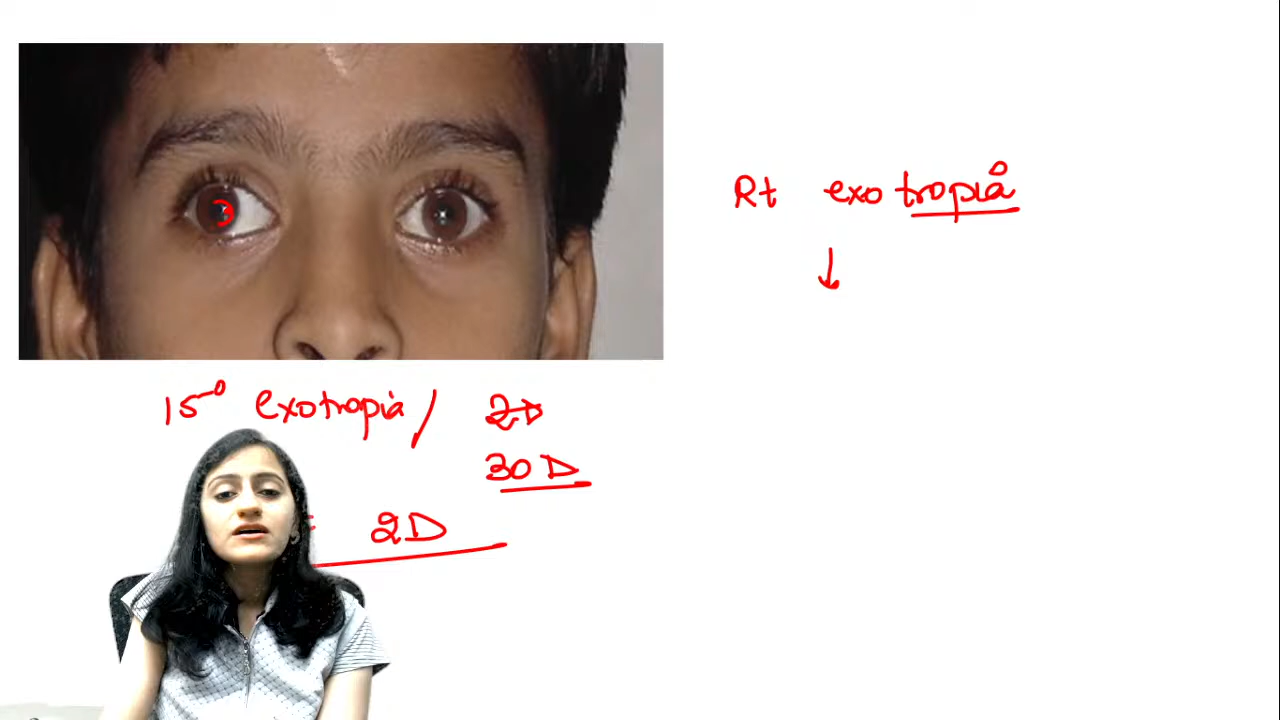 Rt exotropia
↓
15° exotropia/ 2D
30 D
= 2D